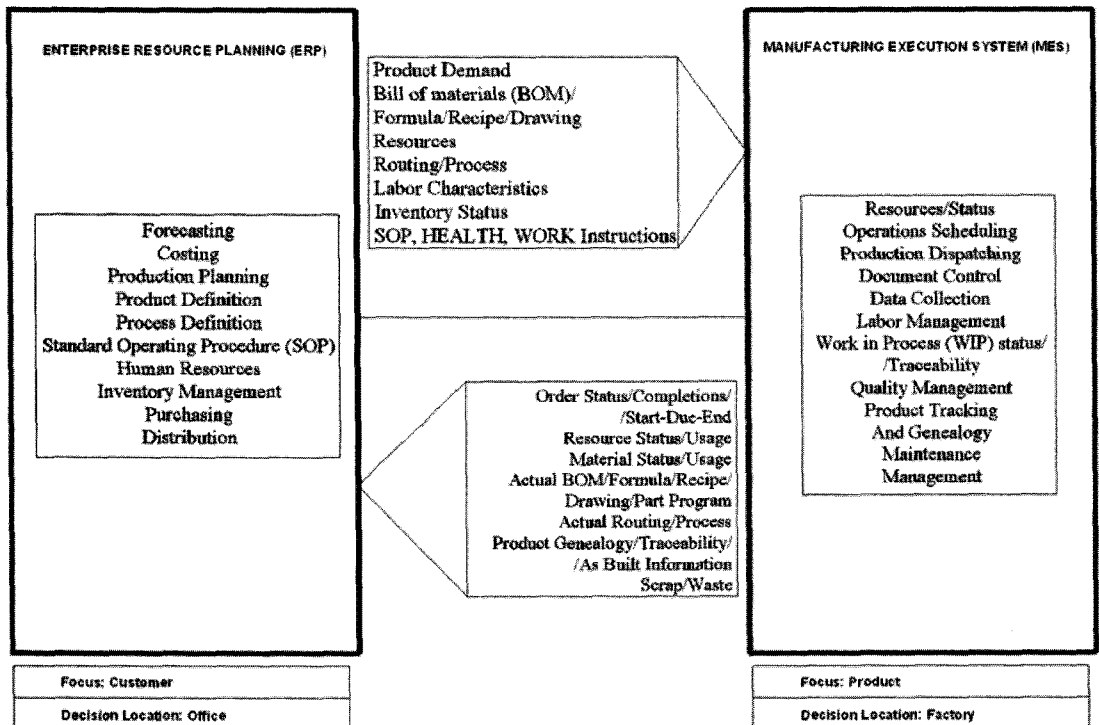 ENTERPRISE RESOURCE PLANNING (ERP)
Forecasting
Costing
Production Planning
Product Definition
Process Definition
Standard Operating Procedure (SOP)
Human Resources
Inventory Management
Purchasing
Distribution
Focus: Customer
Decision Location: Office
Product Demand
Bill of materials (BOM)/
Formula/Recipe/Drawing
Resources
Routing/Process
Labor Characteristics
Inventory Status
SOP, HEALTH, WORK Instructions
Order Status/Completions/
/Start-Due-End
Resource Status/Usage
Material Status/Usage
Actual BOM/Formula/Recipe/
Drawing/Part Program
Actual Routing/Process
Product Genealogy/Traceability/
/As Built Information
Scrap/Waste
MANUFACTURING EXECUTION SYSTEM (MES)
Resources/Status
Operations Scheduling
Production Dispatching
Document Control
Data Collection
Labor Management
Work in Process (WIP) status/
/Traceability
Quality Management
Product Tracking
And Genealogy
Maintenance
Management
Focus: Product
Decision Location: Factory